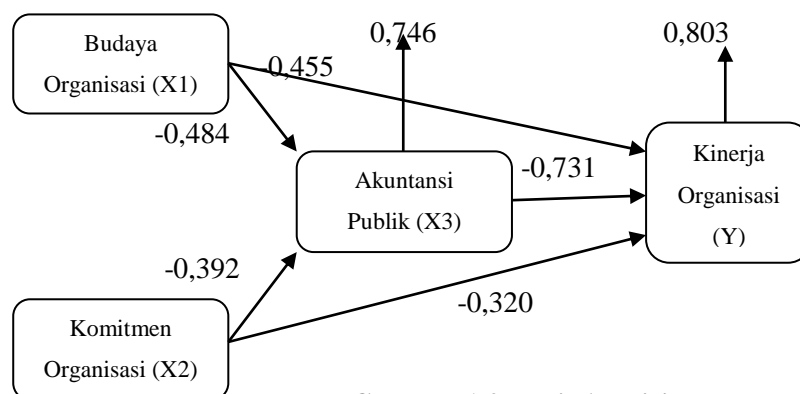 Budaya
Organisasi (X1)
0,746
0,803
-0,455
-0,484
Akuntansi
Publik (X3)
-0,731
Kinerja
Organisasi
(Y)
-0,392
-0,320
Komitmen
Organisasi (X2)